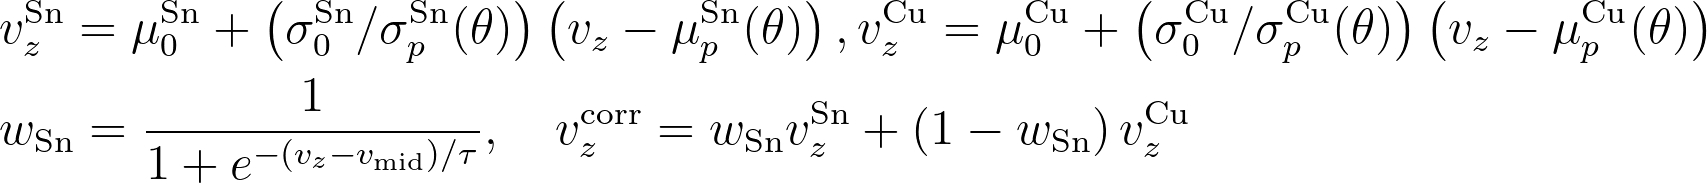 $v_z^{\mathrm{Sn}} = \mu_0^{\mathrm{Sn}} + \left(\sigma_0^{\mathrm{Sn}}/\sigma_p^{\mathrm{Sn}}(\theta)\right)\left(v_z - \mu_p^{\mathrm{Sn}}(\theta)\right), v_z^{\mathrm{Cu}} = \mu_0^{\mathrm{Cu}} + \left(\sigma_0^{\mathrm{Cu}}/\sigma_p^{\mathrm{Cu}}(\theta)\right)\left(v_z - \mu_p^{\mathrm{Cu}}(\theta)\right)$
$w_{\mathrm{Sn}} = \frac{1}{1 + e^{-(v_z - v_{\mathrm{mid}})/\tau}}, \quad v_z^{\mathrm{corr}} = w_{\mathrm{Sn}} v_z^{\mathrm{Sn}} + (1 - w_{\mathrm{Sn}})\, v_z^{\mathrm{Cu}}$